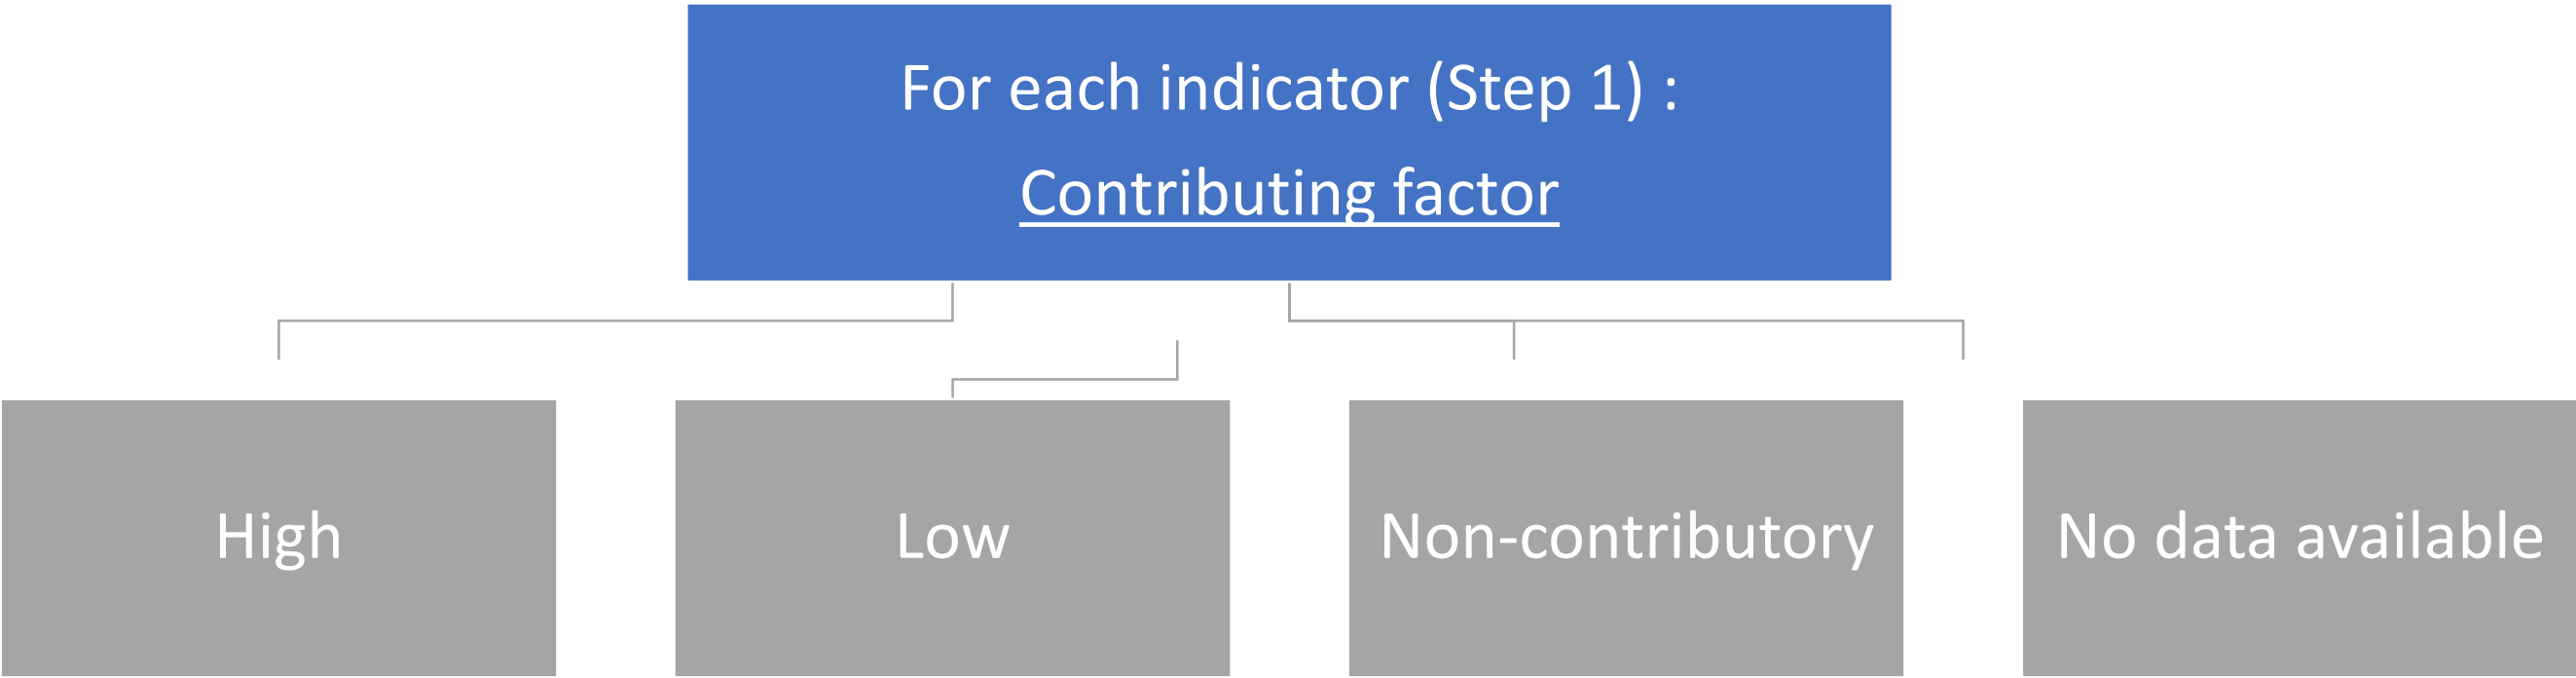 For each indicator (Step 1) :
Contributing factor
High
Low
Non-contributory
No data available